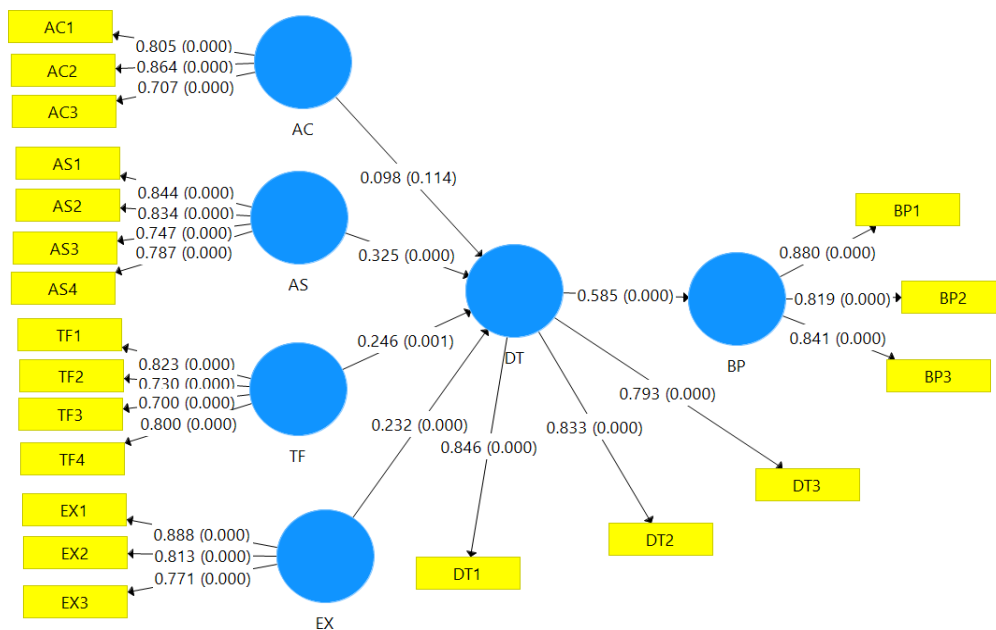 AC1
0.805 (0.000)
AC2
0.864 (0.000)
0.707 (0.000)
AC3
AC
AS1
0.098 (0.114)
0.844 (0.000)
AS2
0.834 (0.000)
BP1
0.747 (0.000)
AS3
0.787 (0.000)
0.325 (0.000)
0.880 (0.000)
AS4
AS
0.585 (0.000)
0.819 (0.000)
BP2
TF1
0.246 (0.001)
0.841 (0.000)
DT
BP
0.823 (0.000)
TF2
0.730 (0.000)
BP3
0.700 (0.000)
0.793 (0.000)
TF3
0.800 (0.000)
0.232 (0.000)
0.833 (0.000)
0.846 (0.000)
TF4
TF
DT3
EX1
0.888 (0.000)
DT2
EX2
0.813 (0.000)
0.771 (0.000)
DT1
EX3
EX